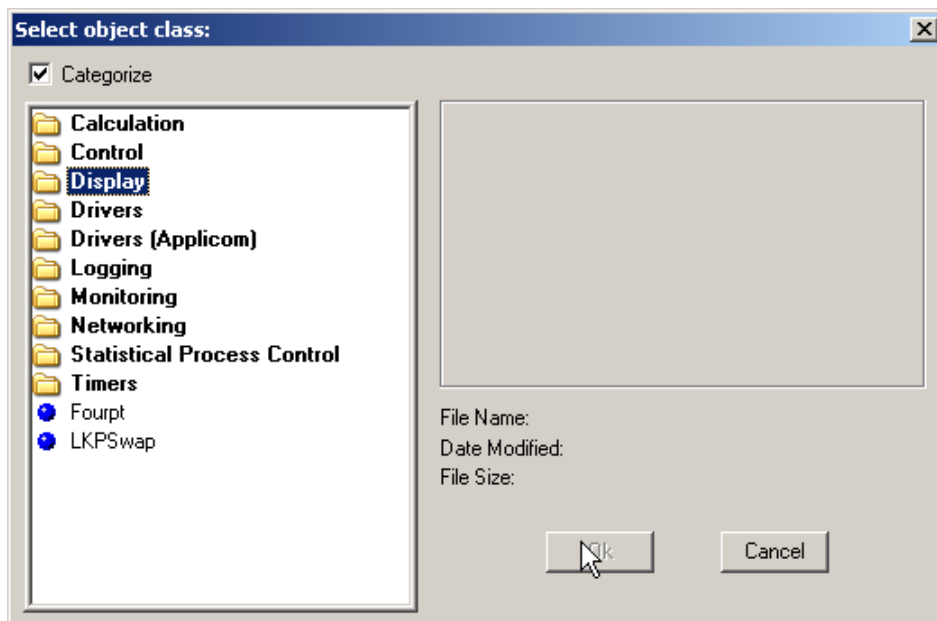 Select object class:
Categorize
Calculation
Control
Display
Drivers
Drivers (Applicom)
Logging
Monitoring
Networking
Statistical Process Control
Timers
Fourpt
LKPSwap
File Name:
Date Modified:
File Size:
Ok
Cancel